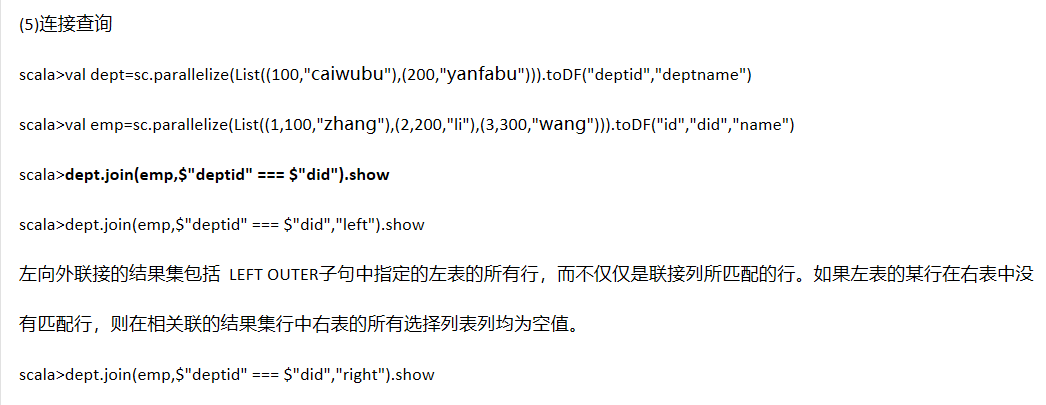 (5)连接查询
scala>val dept=sc.parallelize(List((100,"caiwubu"),(200,"yanfabu"))).toDF("deptid","deptname")
scala>val emp=sc.parallelize(List((1,100,"zhang"),(2,200,"li"),(3,300,"wang"))).toDF("id","did","name")
scala>dept.join(emp,$"deptid" === $"did").show
scala>dept.join(emp,$"deptid" === $"did","left").show
左向外联接的结果集包括 LEFT OUTER子句中指定的左表的所有行，而不仅仅是联接列所匹配的行。如果左表的某行在右表中没
有匹配行，则在相关联的结果集行中右表的所有选择列表列均为空值。
scala>dept.join(emp,$"deptid" === $"did","right").show